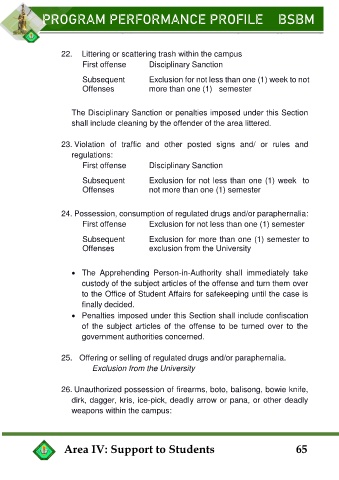 PROGRAM PERFORMANCE PROFILE BSBM
22. Littering or scattering trash within the campus
First offense Disciplinary Sanction
Subsequent Exclusion for not less than one (1) week to not
Offenses more than one (1) semester
The Disciplinary Sanction or penalties imposed under this Section
shall include cleaning by the offender of the area littered.
23. Violation of traffic and other posted signs and/ or rules and
regulations:
First offense Disciplinary Sanction
Subsequent Exclusion for not less than one (1) week to
Offenses not more than one (1) semester
24. Possession, consumption of regulated drugs and/or paraphernalia:
First offense Exclusion for not less than one (1) semester
Subsequent Exclusion for more than one (1) semester to
Offenses exclusion from the University
• The Apprehending Person-in-Authority shall immediately take
custody of the subject articles of the offense and turn them over
to the Office of Student Affairs for safekeeping until the case is
finally decided.
• Penalties imposed under this Section shall include confiscation
of the subject articles of the offense to be turned over to the
government authorities concerned.
25. Offering or selling of regulated drugs and/or paraphernalia.
Exclusion from the University
26. Unauthorized possession of firearms, boto, balisong, bowie knife,
dirk, dagger, kris, ice-pick, deadly arrow or pana, or other deadly
weapons within the campus:
Area IV: Support to Students 65